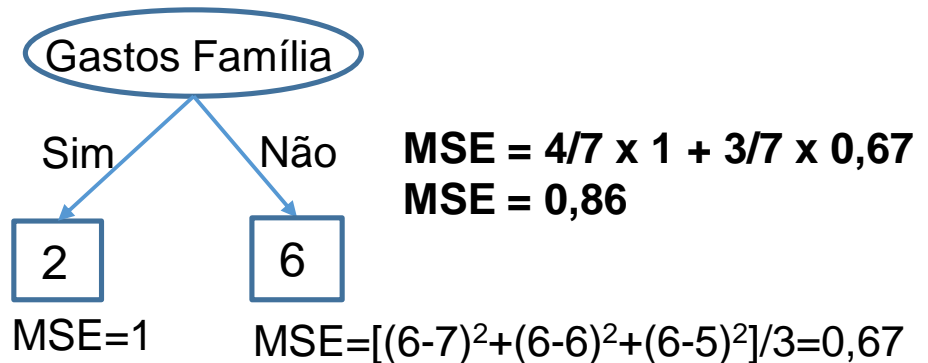 Gastos Família
Sim
Não
MSE = 4/7 x 1 + 3/7 x 0,67
MSE = 0,86
2
6
MSE=1
MSE=[(6-7)²+(6-6)²+(6-5)²]/3=0,67